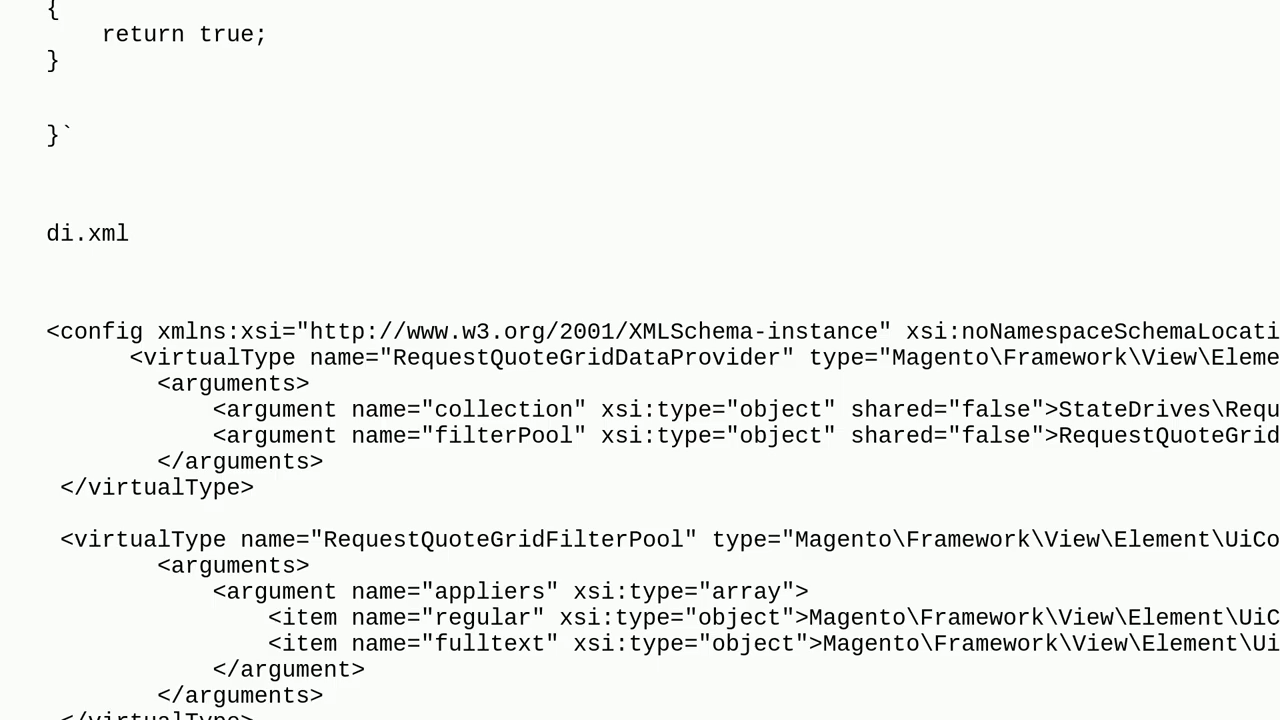 {
    return true;
}
}`
di.xml
<config xmlns:xsi="http://www.w3.org/2001/XMLSchema-instance" xsi:noNamespaceSchemaLocati
      <virtualType name="RequestQuoteGridDataProvider" type="Magento\Framework\View\Eleme
        <arguments>
            <argument name="collection" xsi:type="object" shared="false">StateDrives\Requ
            <argument name="filterPool" xsi:type="object" shared="false">RequestQuoteGrid
        </arguments>
 </virtualType>
 <virtualType name="RequestQuoteGridFilterPool" type="Magento\Framework\View\Element\UiCo
        <arguments>
            <argument name="appliers" xsi:type="array">
                <item name="regular" xsi:type="object">Magento\Framework\View\Element\UiC
                <item name="fulltext" xsi:type="object">Magento\Framework\View\Element\Ui
            </argument>
        </arguments>
 </virtualType>